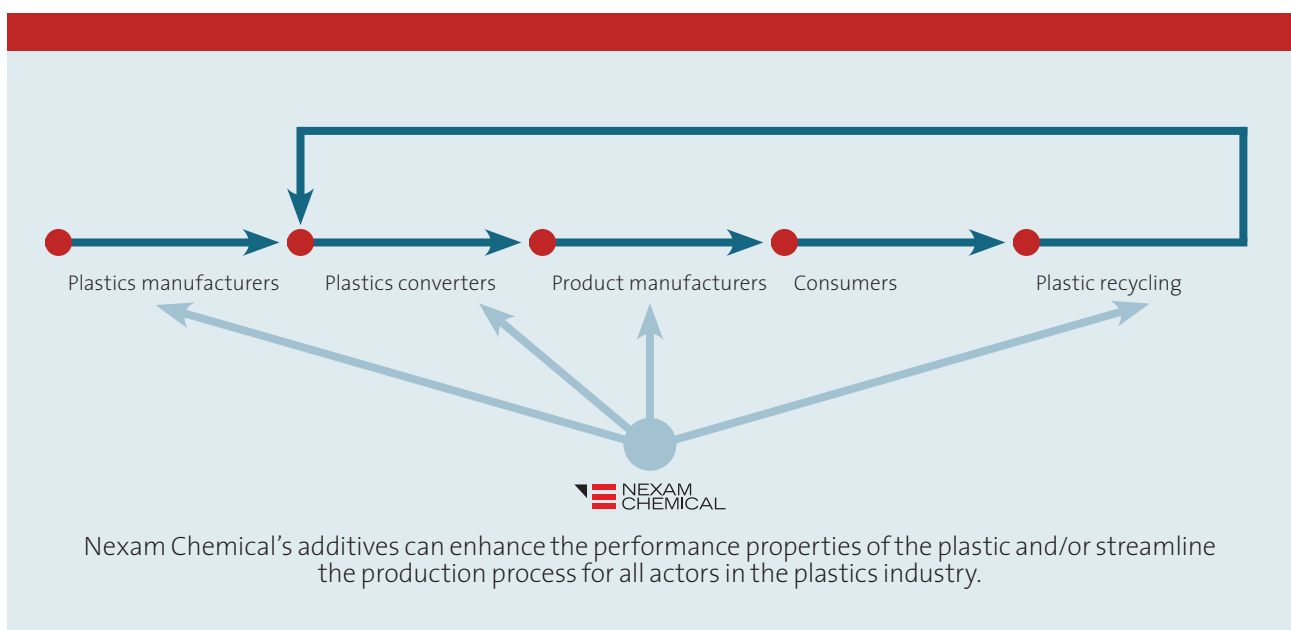 Plastics manufacturers
Plastics converters
Product manufacturers
Consumers
Plastic recycling
NEXAM
CHEMICAL
Nexam Chemical’s additives can enhance the performance properties of the plastic and/or streamline
the production process for all actors in the plastics industry.